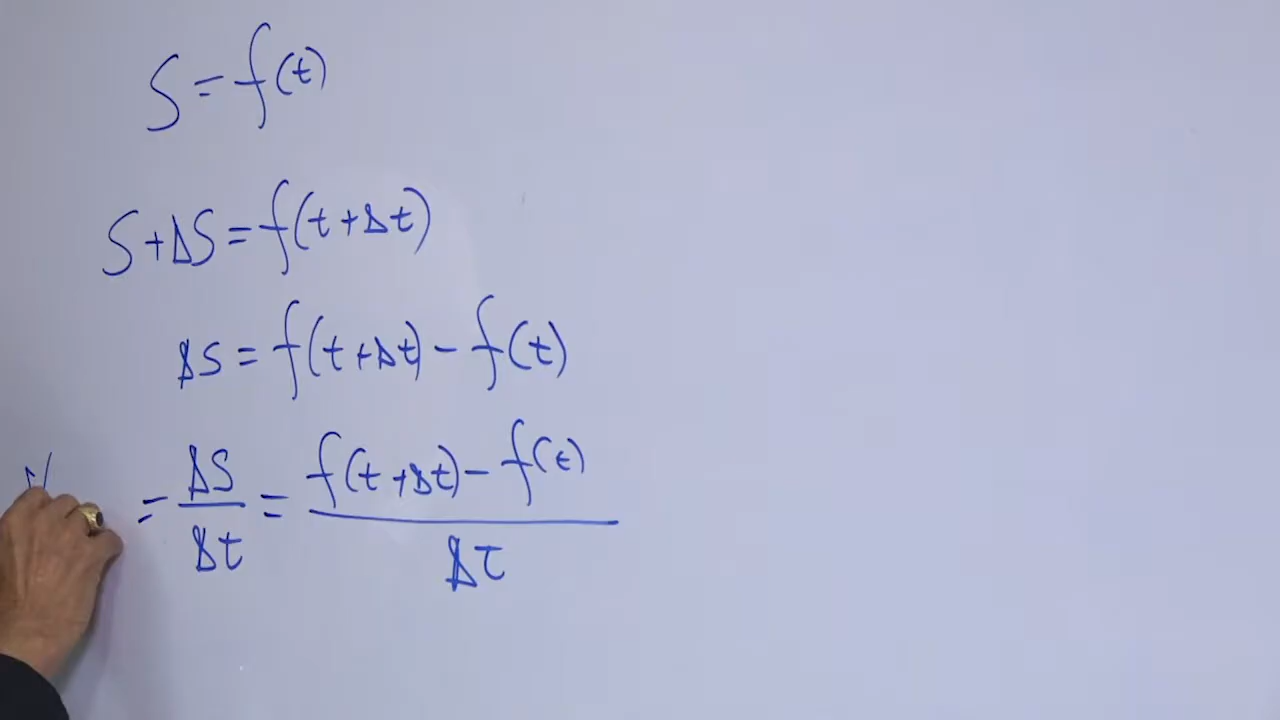 S = f(t)
S + ΔS = f(t + Δt)
ΔS = f(t + Δt) − f(t)
= ΔS/Δt = (f(t + Δt) − f(t))/Δt